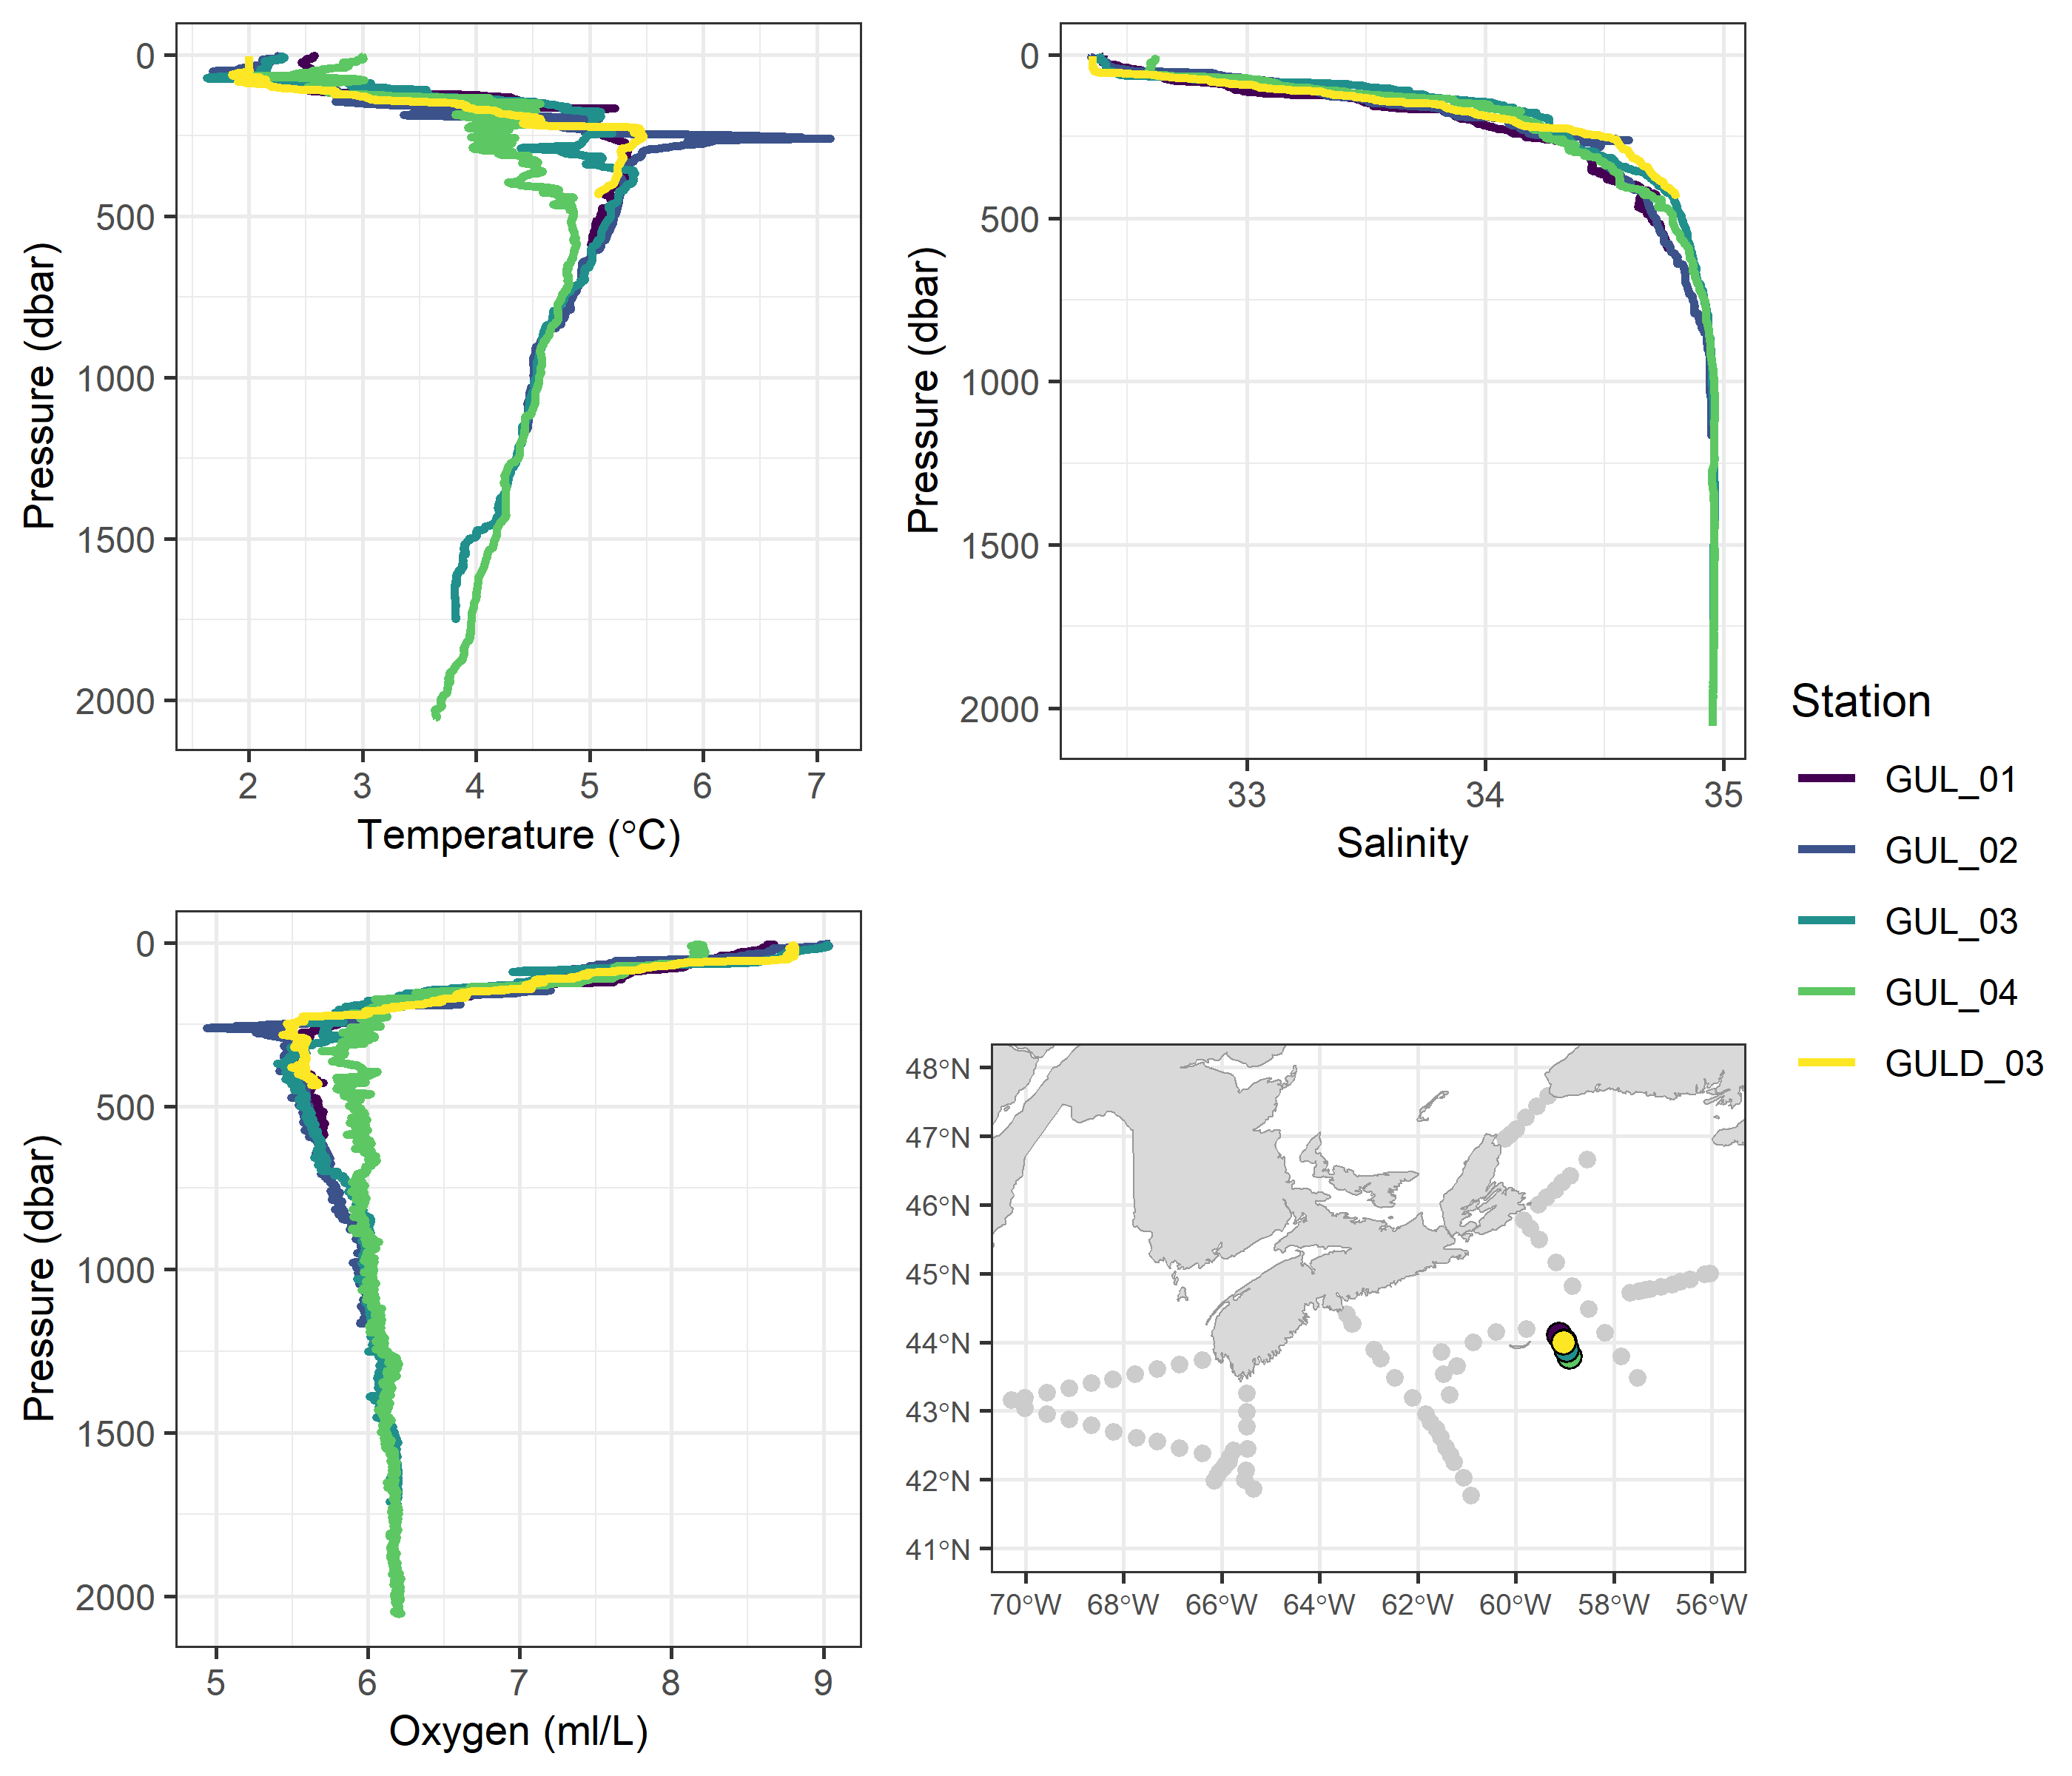 0
500
1000
1500
2000
Pressure (dbar)
2 3 4 5 6 7
Temperature (°C)
0
500
1000
1500
2000
Pressure (dbar)
33 34 35
Salinity
0
500
1000
1500
2000
Pressure (dbar)
5 6 7 8 9
Oxygen (ml/L)
48°N
47°N
46°N
45°N
44°N
43°N
42°N
41°N
70°W 68°W 66°W 64°W 62°W 60°W 58°W 56°W
Station
GUL_01
GUL_02
GUL_03
GUL_04
GULD_03